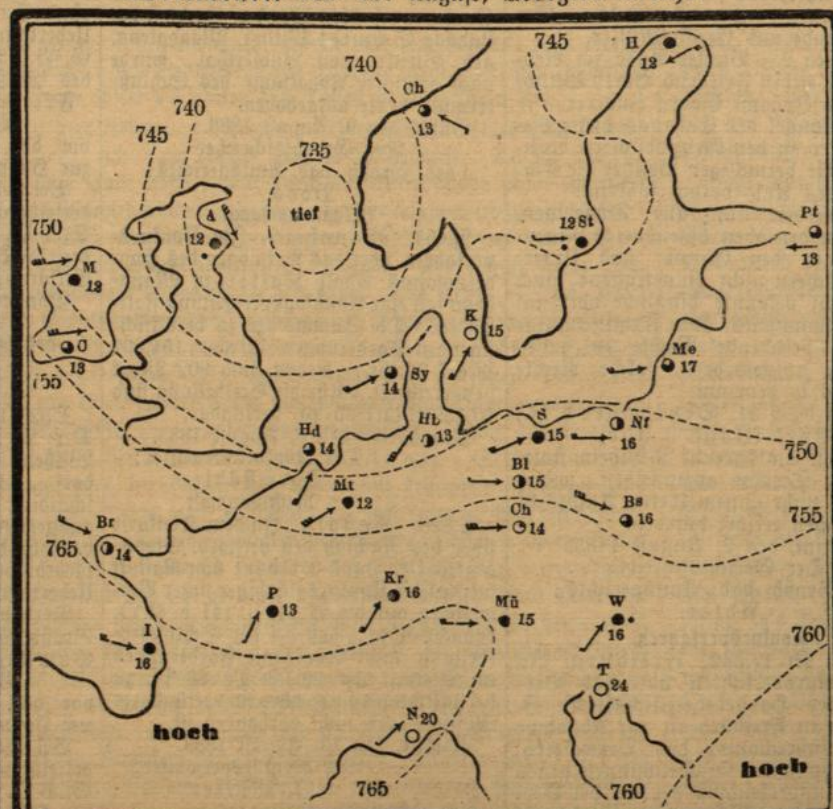 745
H
12
740
Ch
13
740
745
735
tief
A
12
12 St
Pt
13
750
M
12
K
15
C
13
755
Sy
14
Me
17
Hd
14
Hb
13
S
15
Nf
16
750
Bl
15
Mt
12
Ch
14
Bs
16
755
765
Br
14
P
13
Kr
16
Mü
15
W
16
760
I
16
T
24
hoch
N 20
hoch
765
760